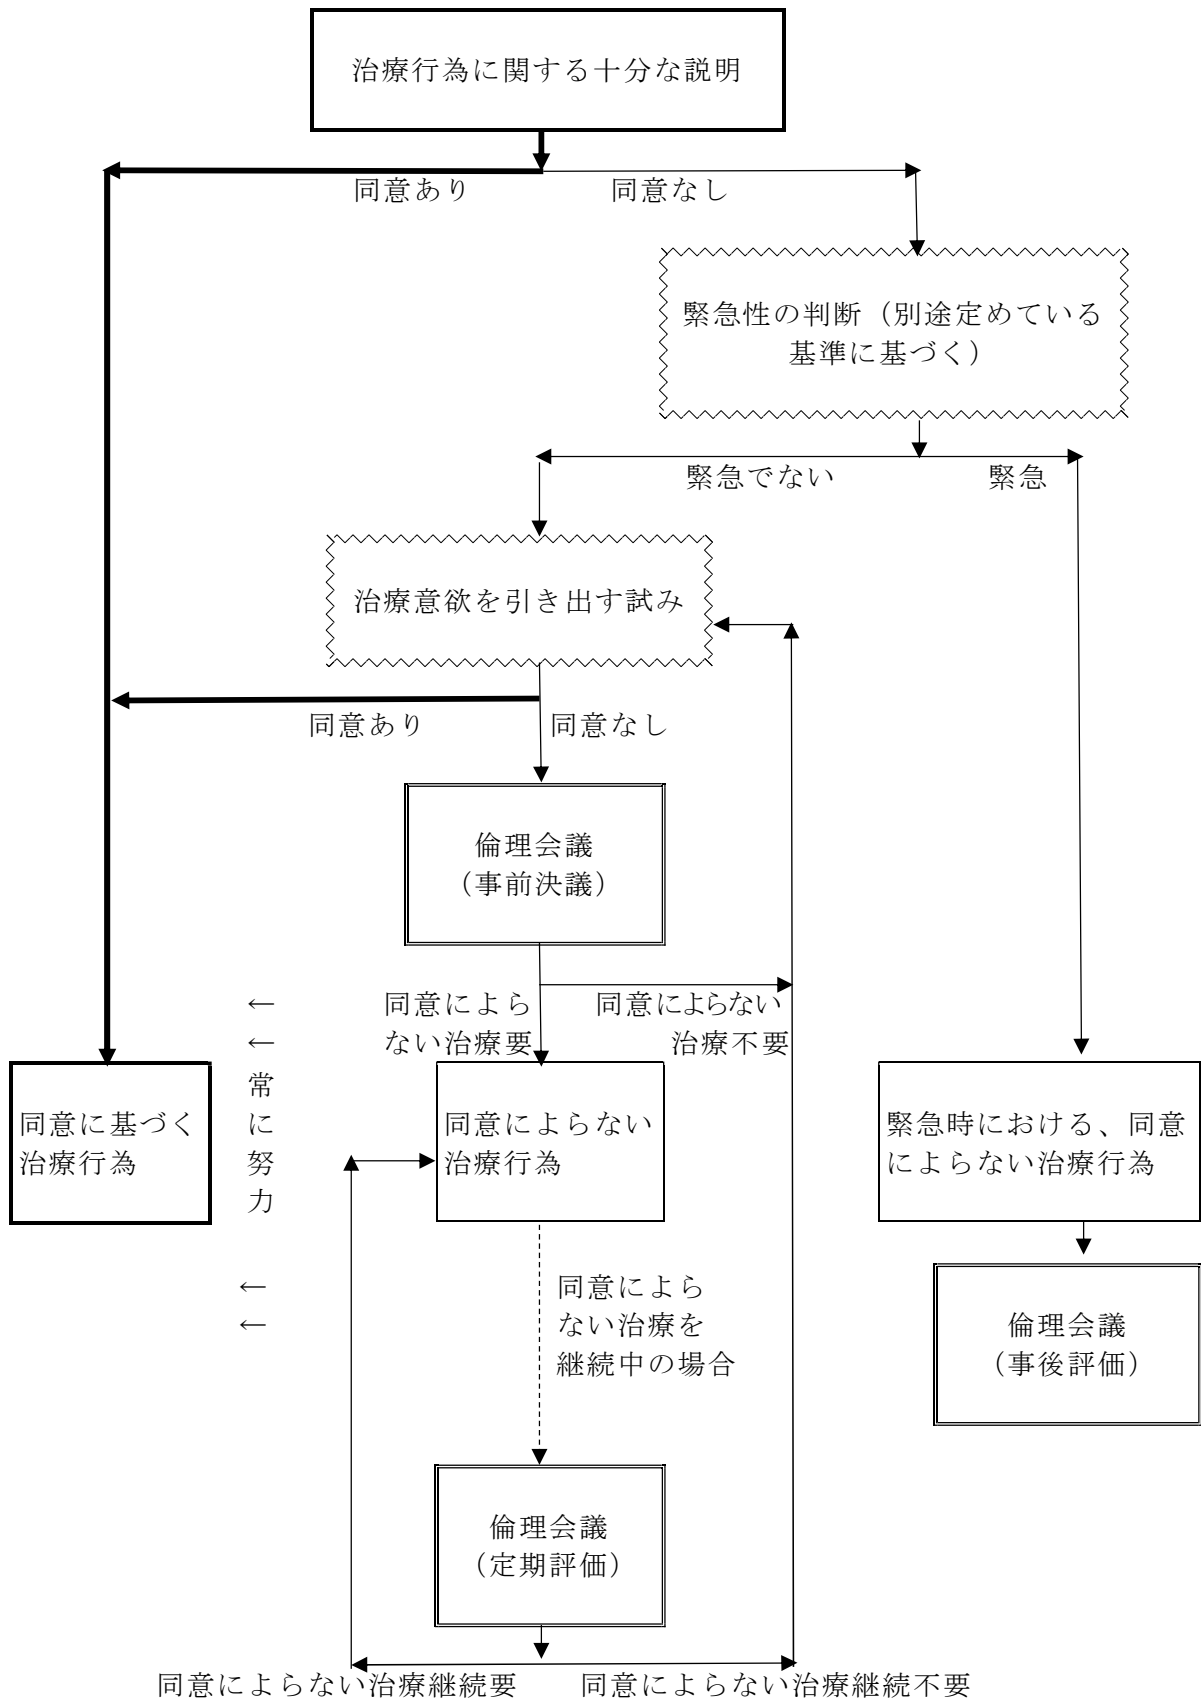 治療行為に関する十分な説明
同意あり
同意なし
緊急性の判断（別途定めている
基準に基づく）
緊急でない
緊急
治療意欲を引き出す試み
同意あり
同意なし
倫理会議
（事前決議）
同意によら
ない治療要
同意によらない
治療不要
←
←
常
に
努
力
←
←
同意に基づく
治療行為
同意によらない
治療行為
緊急時における、同意
によらない治療行為
同意によら
ない治療を
継続中の場合
倫理会議
（事後評価）
倫理会議
（定期評価）
同意によらない治療継続要
同意によらない治療継続不要